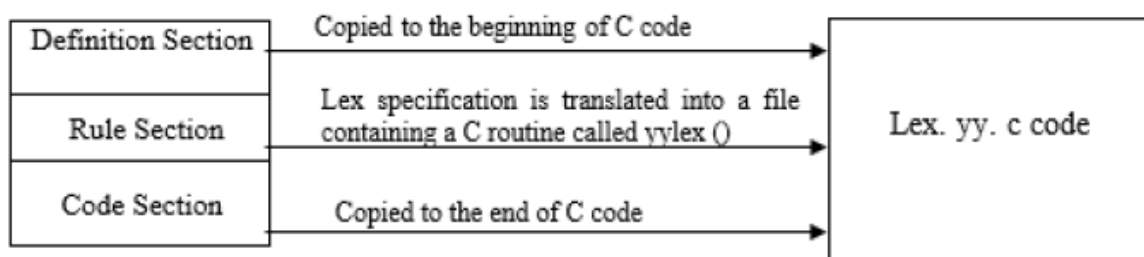 Definition Section
Copied to the beginning of C code
Lex specification is translated into a file
containing a C routine called yylex ()
Rule Section
Lex. yy. c code
Code Section
Copied to the end of C code